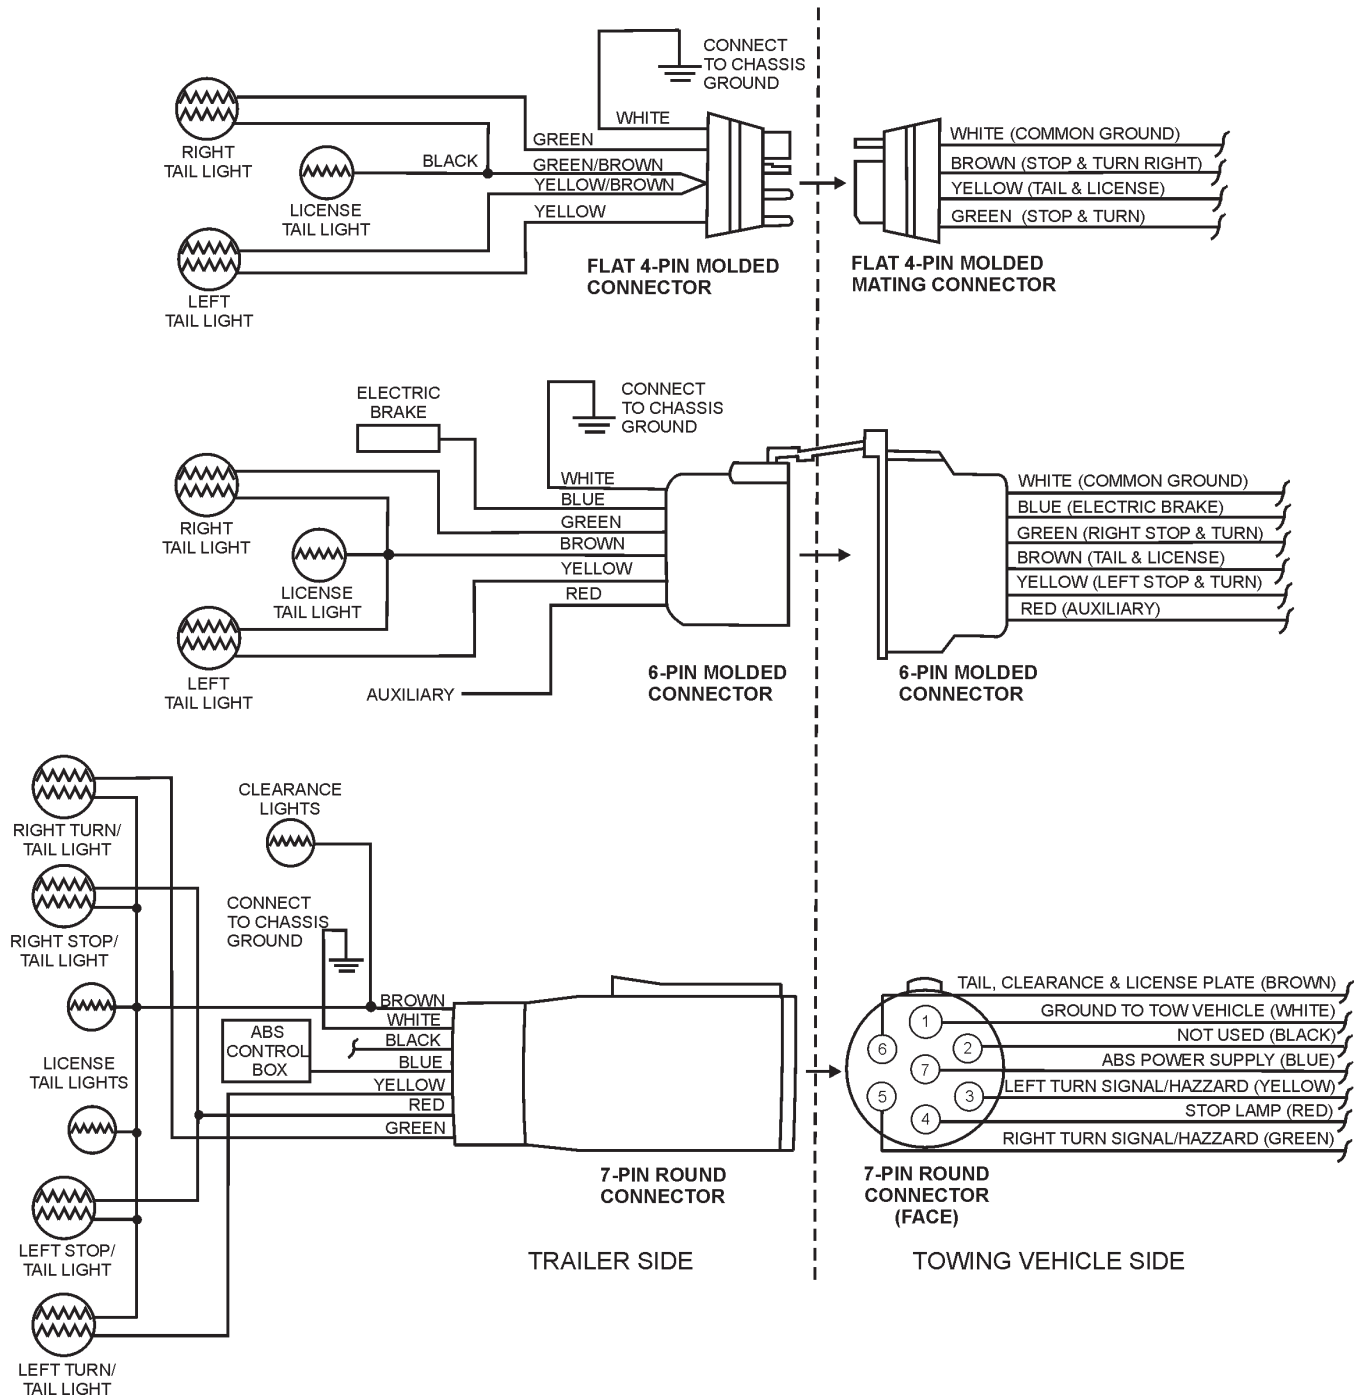 CONNECT
TO CHASSIS
GROUND
WHITE
GREEN
BLACK
GREEN/BROWN
YELLOW/BROWN
YELLOW
RIGHT
TAIL LIGHT
LICENSE
TAIL LIGHT
LEFT
TAIL LIGHT
FLAT 4-PIN MOLDED
CONNECTOR
WHITE (COMMON GROUND)
BROWN (STOP & TURN RIGHT)
YELLOW (TAIL & LICENSE)
GREEN (STOP & TURN)
FLAT 4-PIN MOLDED
MATING CONNECTOR
ELECTRIC
BRAKE
CONNECT
TO CHASSIS
GROUND
WHITE
BLUE
GREEN
BROWN
YELLOW
RED
RIGHT
TAIL LIGHT
LICENSE
TAIL LIGHT
LEFT
TAIL LIGHT
AUXILIARY
6-PIN MOLDED
CONNECTOR
WHITE (COMMON GROUND)
BLUE (ELECTRIC BRAKE)
GREEN (RIGHT STOP & TURN)
BROWN (TAIL & LICENSE)
YELLOW (LEFT STOP & TURN)
RED (AUXILIARY)
6-PIN MOLDED
CONNECTOR
RIGHT TURN/
TAIL LIGHT
CLEARANCE
LIGHTS
RIGHT STOP/
TAIL LIGHT
CONNECT
TO CHASSIS
GROUND
LICENSE
TAIL LIGHTS
ABS
CONTROL
BOX
BROWN
WHITE
BLACK
BLUE
YELLOW
RED
GREEN
LEFT STOP/
TAIL LIGHT
LEFT TURN/
TAIL LIGHT
7-PIN ROUND
CONNECTOR
1
6
2
7
5
3
4
TAIL, CLEARANCE & LICENSE PLATE (BROWN)
GROUND TO TOW VEHICLE (WHITE)
NOT USED (BLACK)
ABS POWER SUPPLY (BLUE)
LEFT TURN SIGNAL/HAZZARD (YELLOW)
STOP LAMP (RED)
RIGHT TURN SIGNAL/HAZZARD (GREEN)
7-PIN ROUND
CONNECTOR
(FACE)
TRAILER SIDE
TOWING VEHICLE SIDE